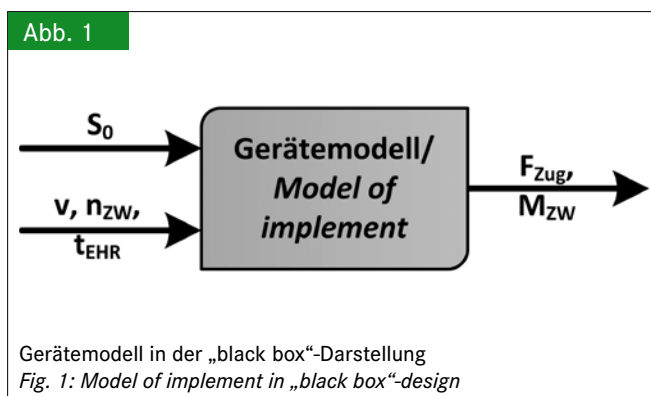 Abb. 1
S₀
Gerätemodell/
Model of
implement
v, n_ZW,
t_EHR
F_Zug,
M_ZW
Gerätemodell in der „black box“-Darstellung
Fig. 1: Model of implement in „black box“-design